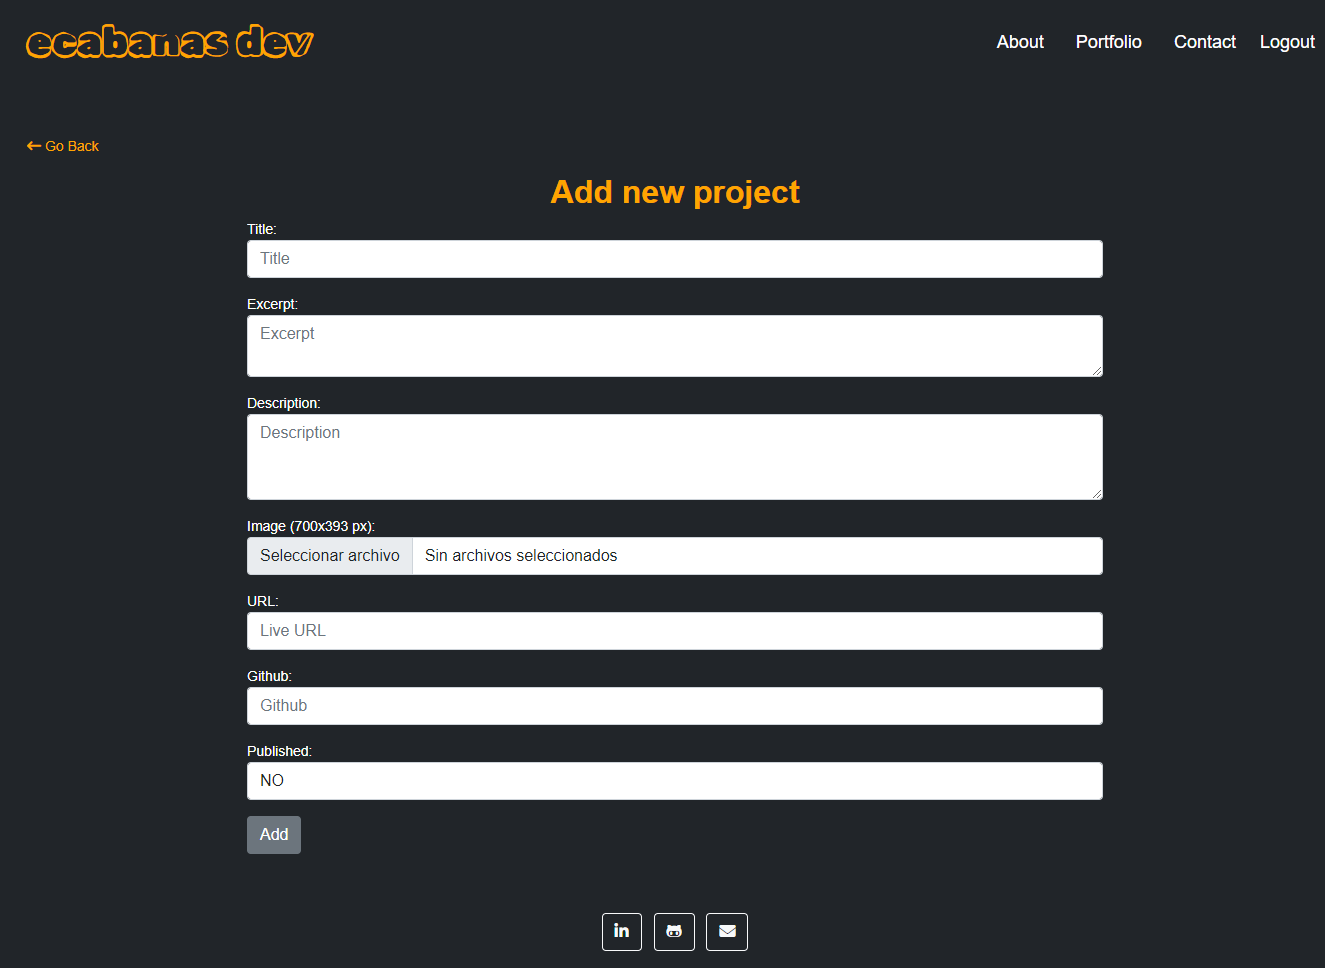 ecabanas dev
About Portfolio Contact Logout
Go Back
Add new project
Title:
Title
Excerpt:
Excerpt
Description:
Description
Image (700x393 px):
Seleccionar archivo Sin archivos seleccionados
URL:
Live URL
Github:
Github
Published:
NO
Add
in